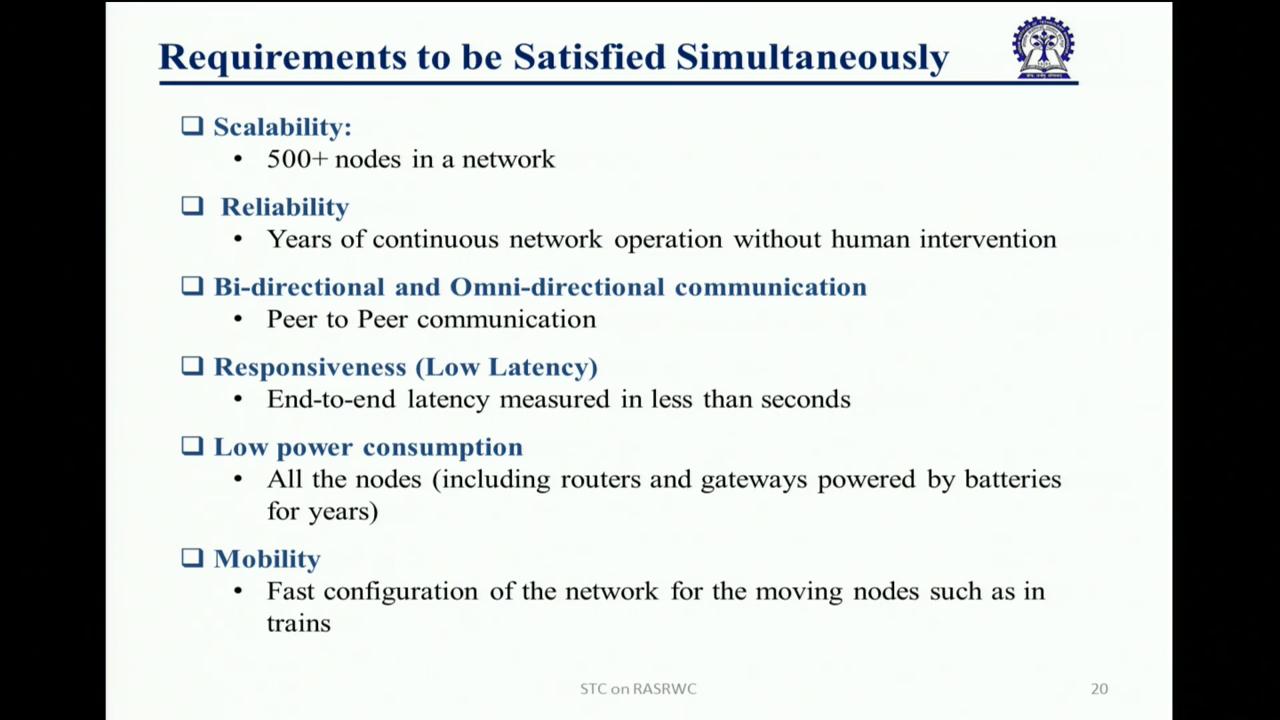 Requirements to be Satisfied Simultaneously
❑ Scalability:
• 500+ nodes in a network
❑ Reliability
• Years of continuous network operation without human intervention
❑ Bi-directional and Omni-directional communication
• Peer to Peer communication
❑ Responsiveness (Low Latency)
• End-to-end latency measured in less than seconds
❑ Low power consumption
• All the nodes (including routers and gateways powered by batteries
for years)
❑ Mobility
• Fast configuration of the network for the moving nodes such as in
trains
STC on RASRWC
20